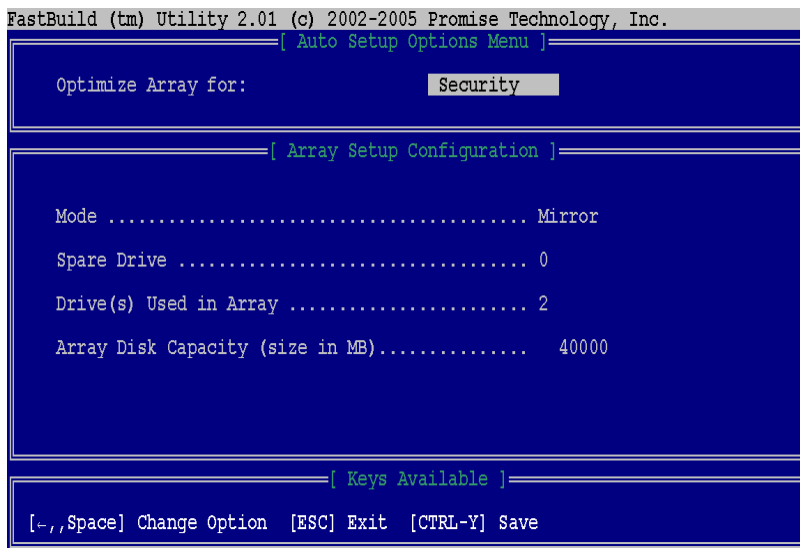 FastBuild (tm) Utility 2.01 (c) 2002-2005 Promise Technology, Inc.
[ Auto Setup Options Menu ]
Optimize Array for: Security
[ Array Setup Configuration ]
Mode .......................................... Mirror
Spare Drive ................................... 0
Drive(s) Used in Array ........................ 2
Array Disk Capacity (size in MB)............... 40000
[ Keys Available ]
[←,,Space] Change Option [ESC] Exit [CTRL-Y] Save